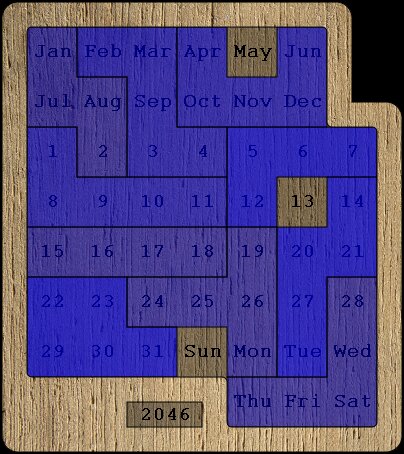 Jan Feb Mar Apr May Jun
Jul Aug Sep Oct Nov Dec
1 2 3 4 5 6 7
8 9 10 11 12 13 14
15 16 17 18 19 20 21
22 23 24 25 26 27 28
29 30 31 Sun Mon Tue Wed
Thu Fri Sat
2046